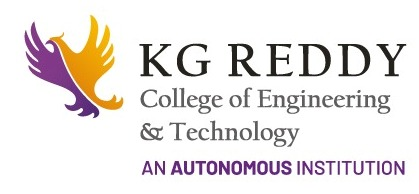 KG REDDY
College of Engineering
& Technology
AN AUTONOMOUS INSTITUTION